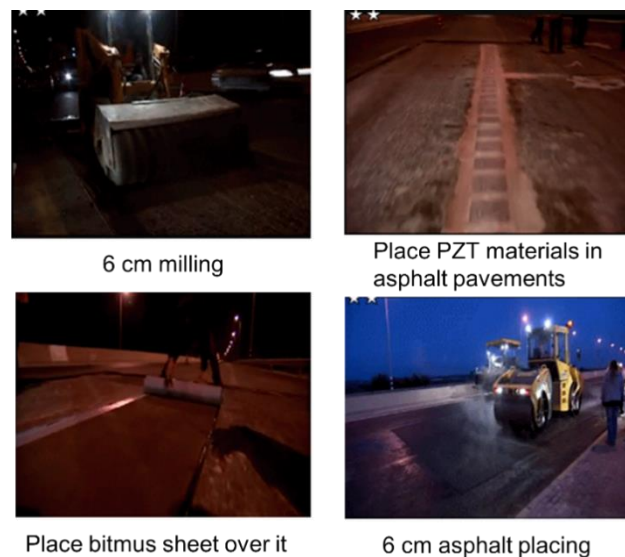 6 cm milling
Place PZT materials in
asphalt pavements
Place bitmus sheet over it
6 cm asphalt placing